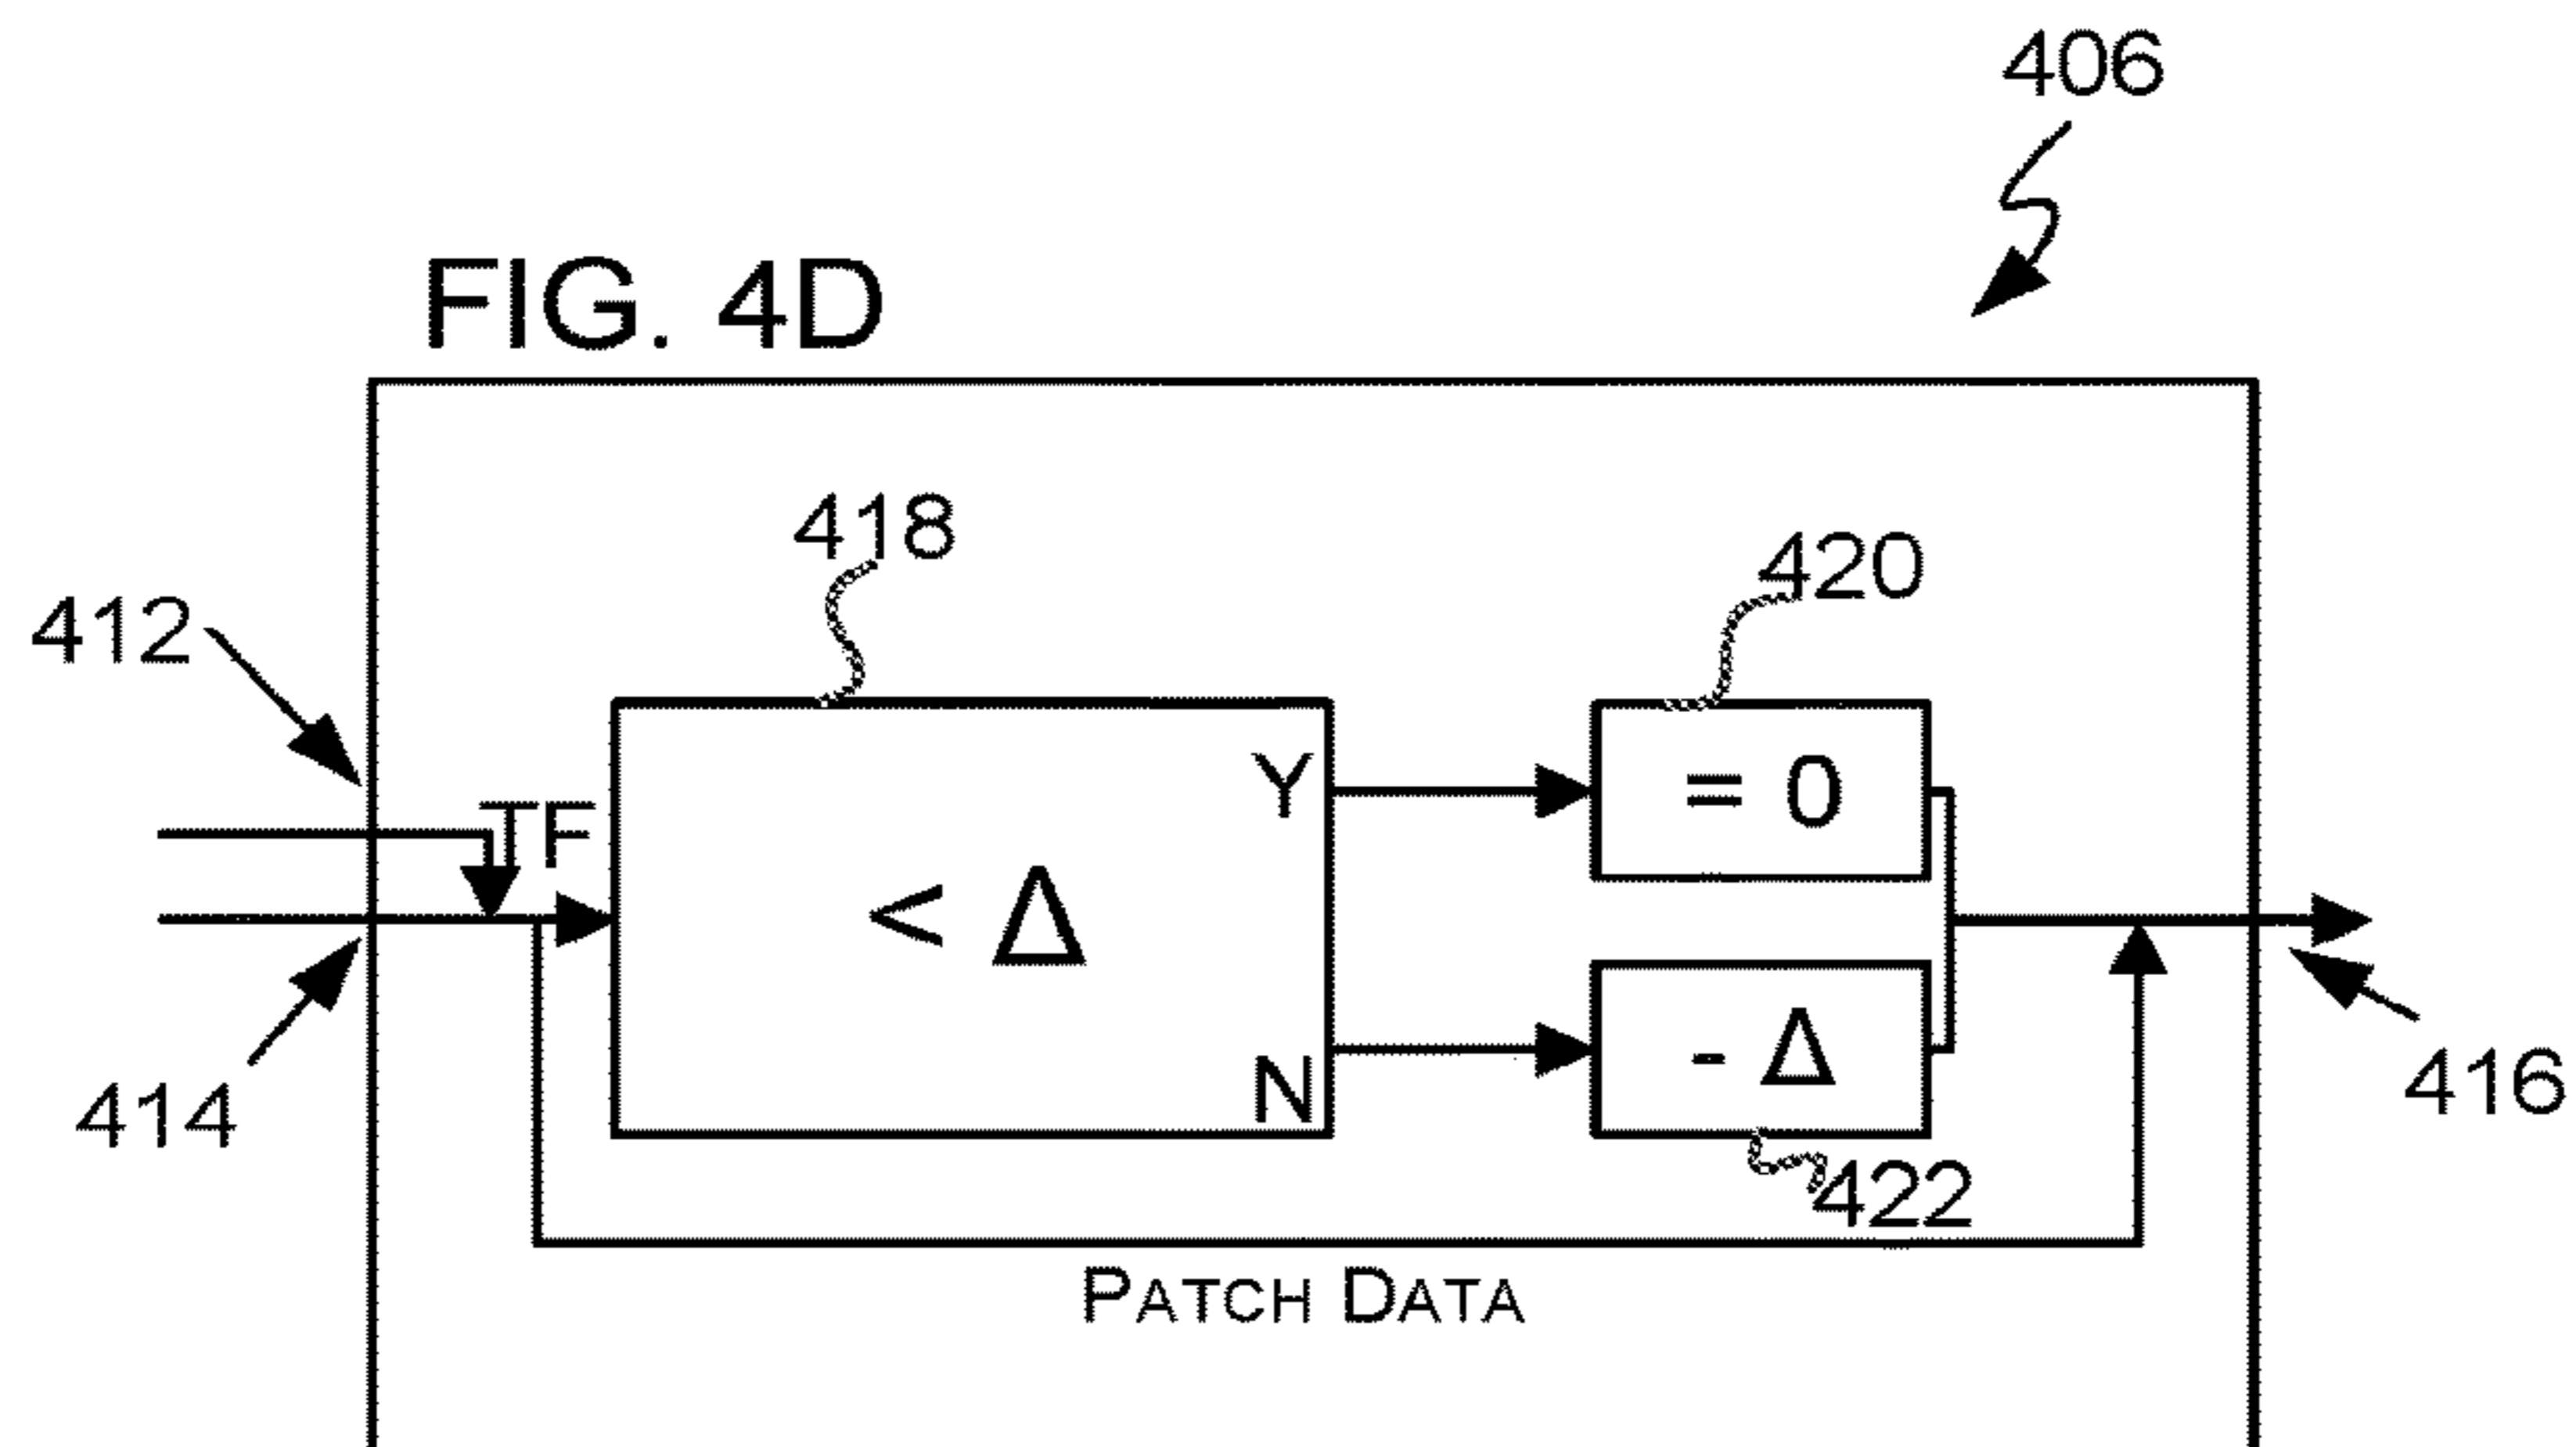 406
FIG. 4D
418
420
412
TF
Y
= 0
< Δ
N
- Δ
414
416
422
PATCH DATA